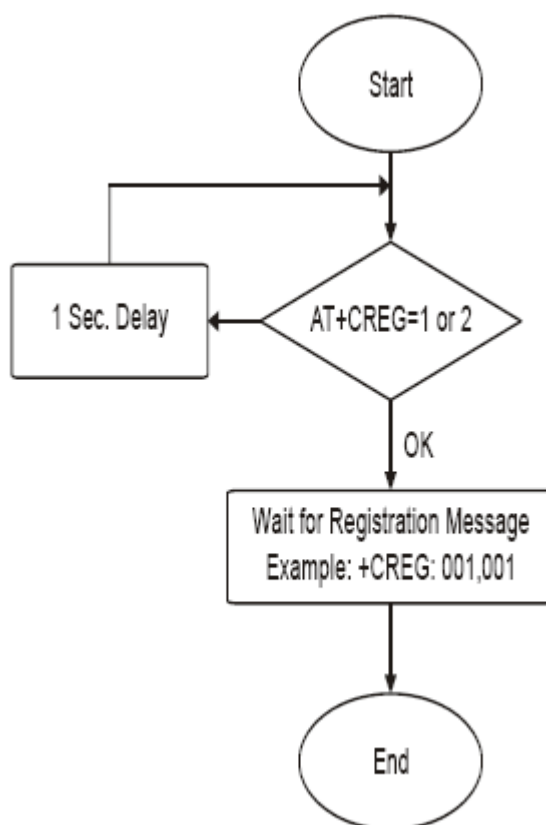 Start
AT+CREG=1 or 2
1 Sec. Delay
OK
Wait for Registration Message
Example: +CREG: 001,001
End